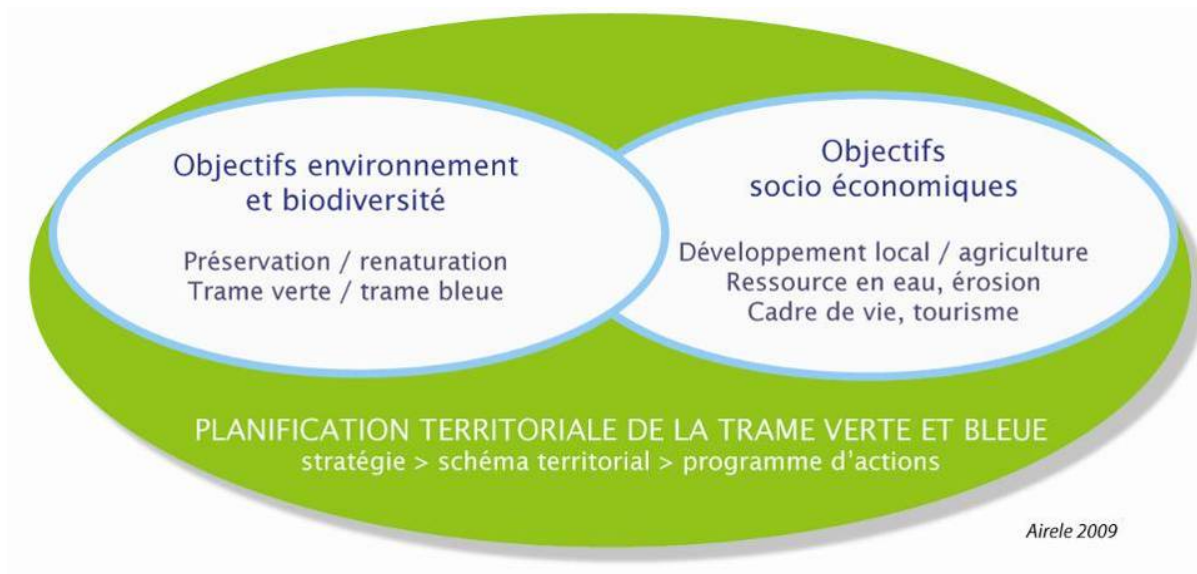 Objectifs environnement
et biodiversité
Préservation / renaturation
Trame verte / trame bleue
Objectifs
socio économiques
Développement local / agriculture
Ressource en eau, érosion
Cadre de vie, tourisme
PLANIFICATION TERRITORIALE DE LA TRAME VERTE ET BLEUE
stratégie > schéma territorial > programme d'actions
Airele 2009